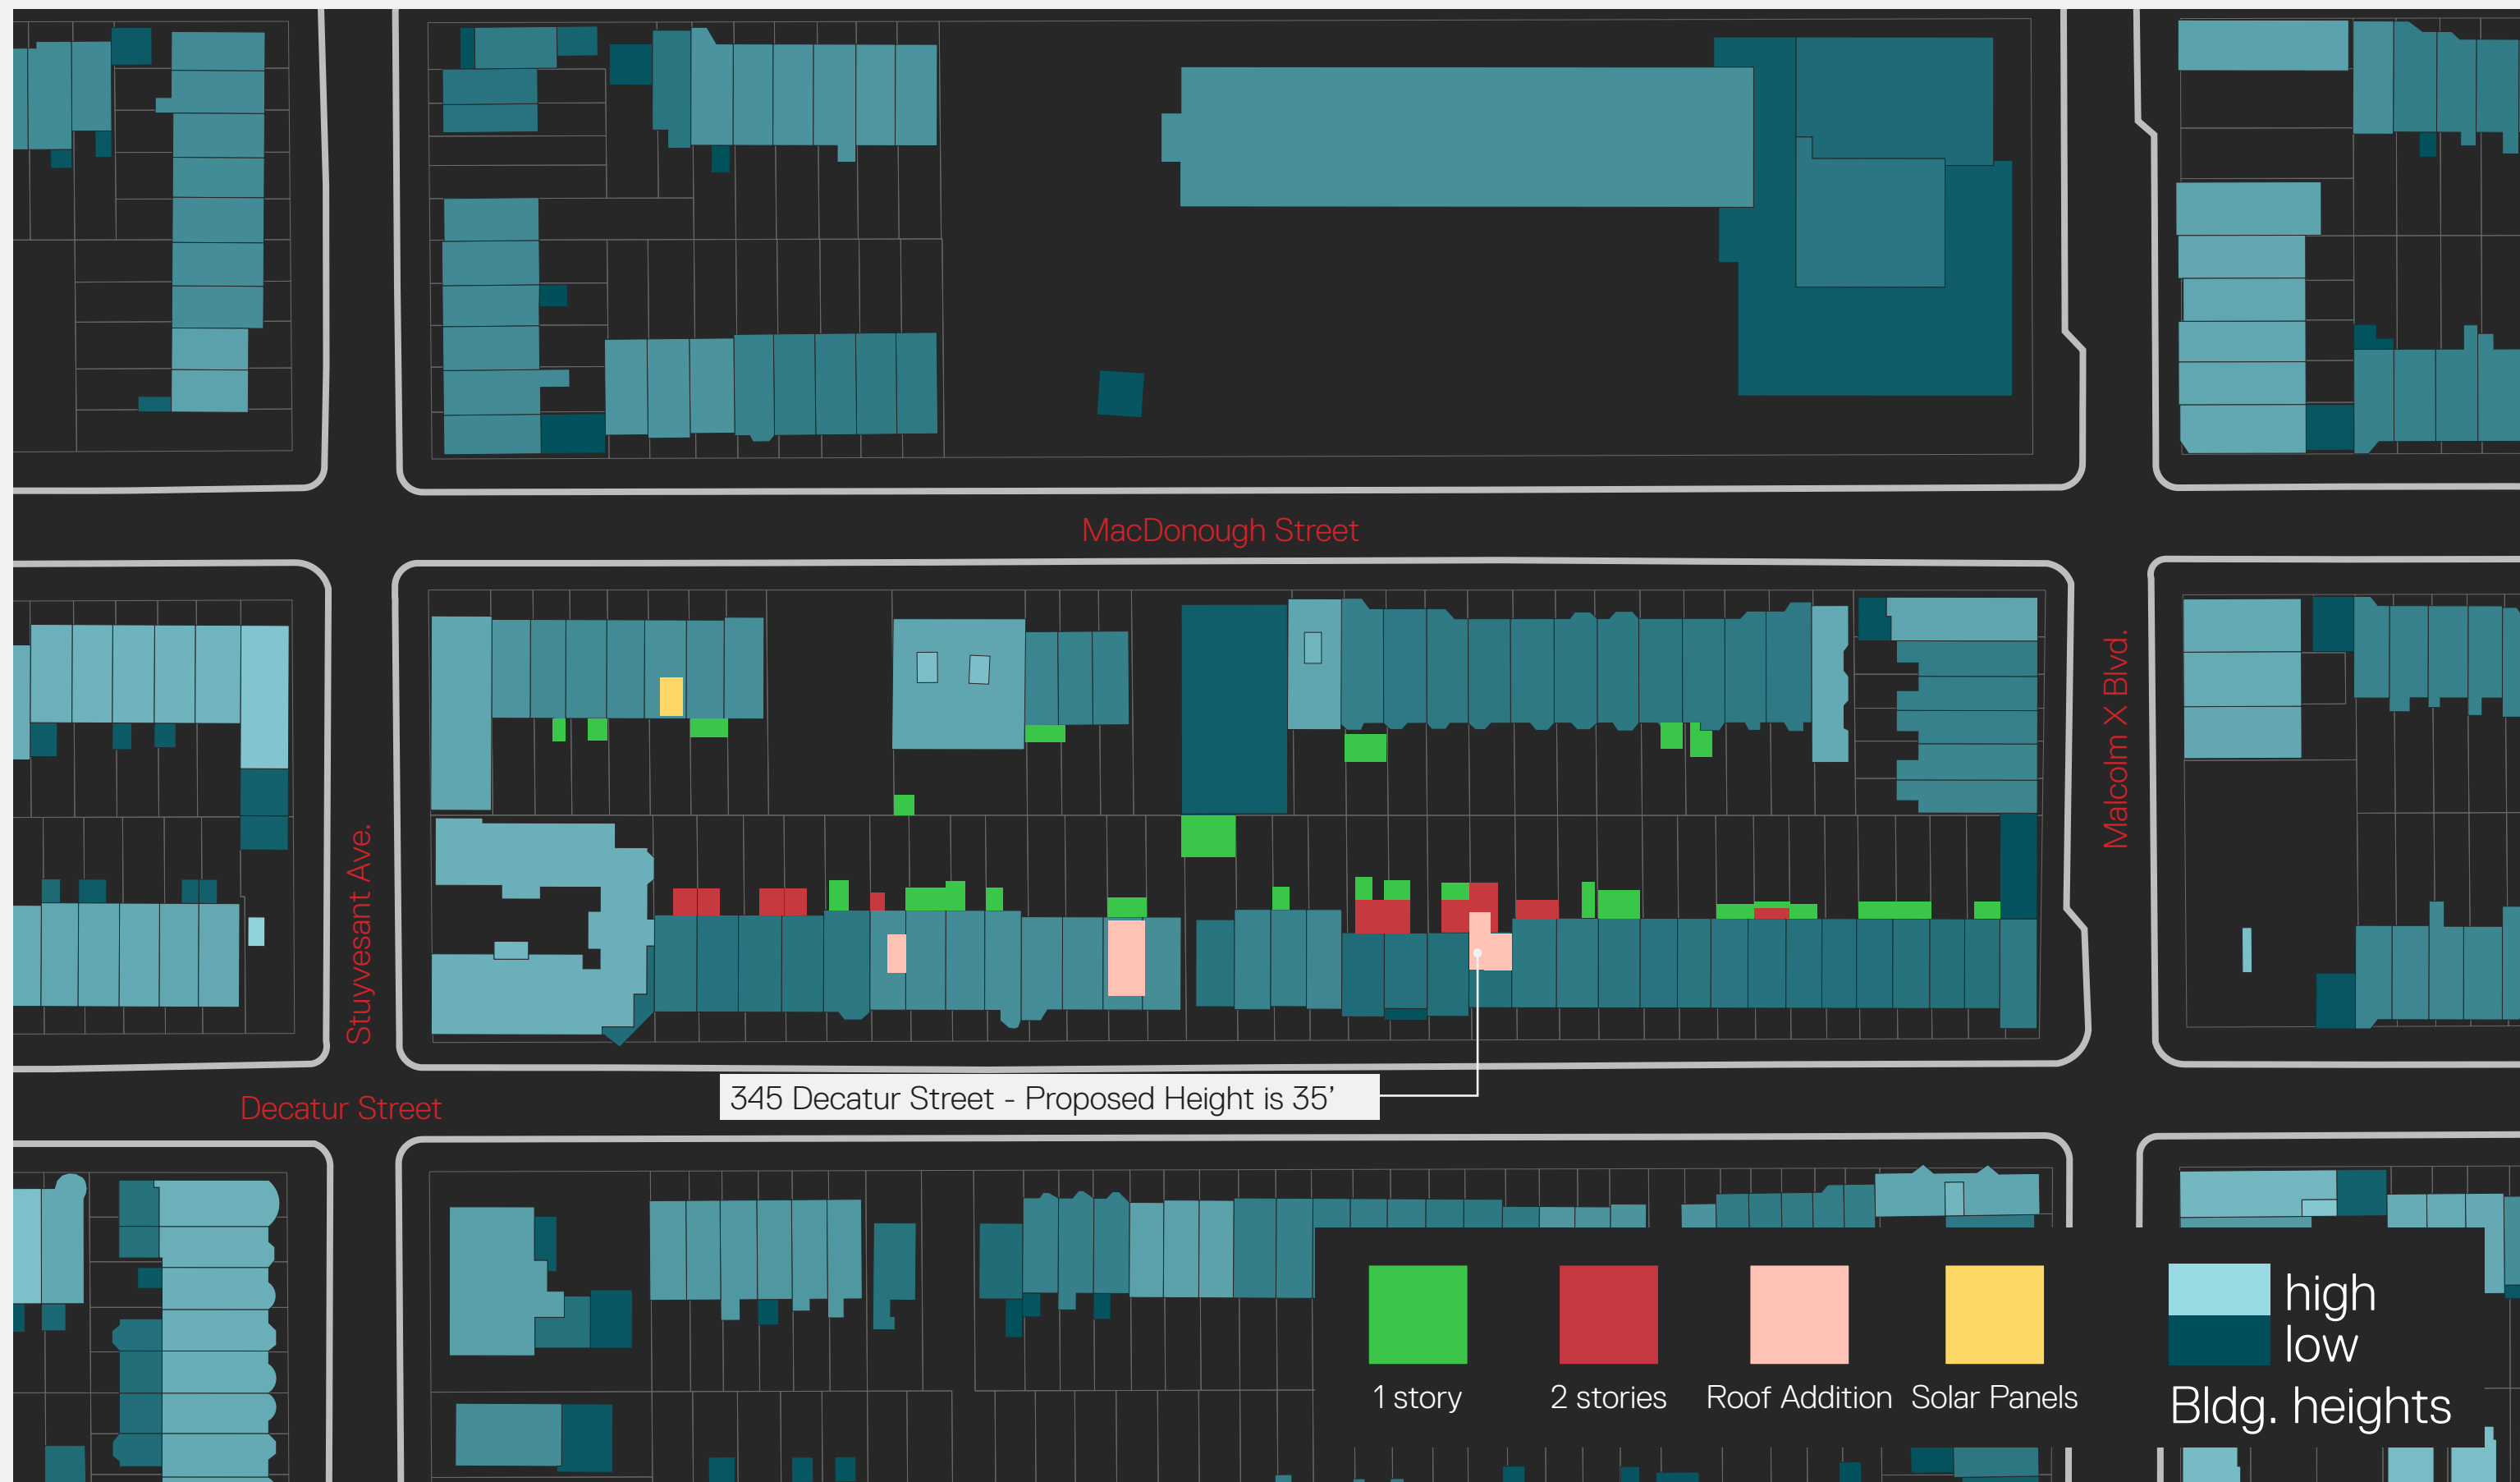 MacDonough Street
Malcolm X Blvd.
Stuyvesant Ave.
345 Decatur Street - Proposed Height is 35’
Decatur Street
1 story
2 stories
Roof Addition
Solar Panels
high
low
Bldg. heights